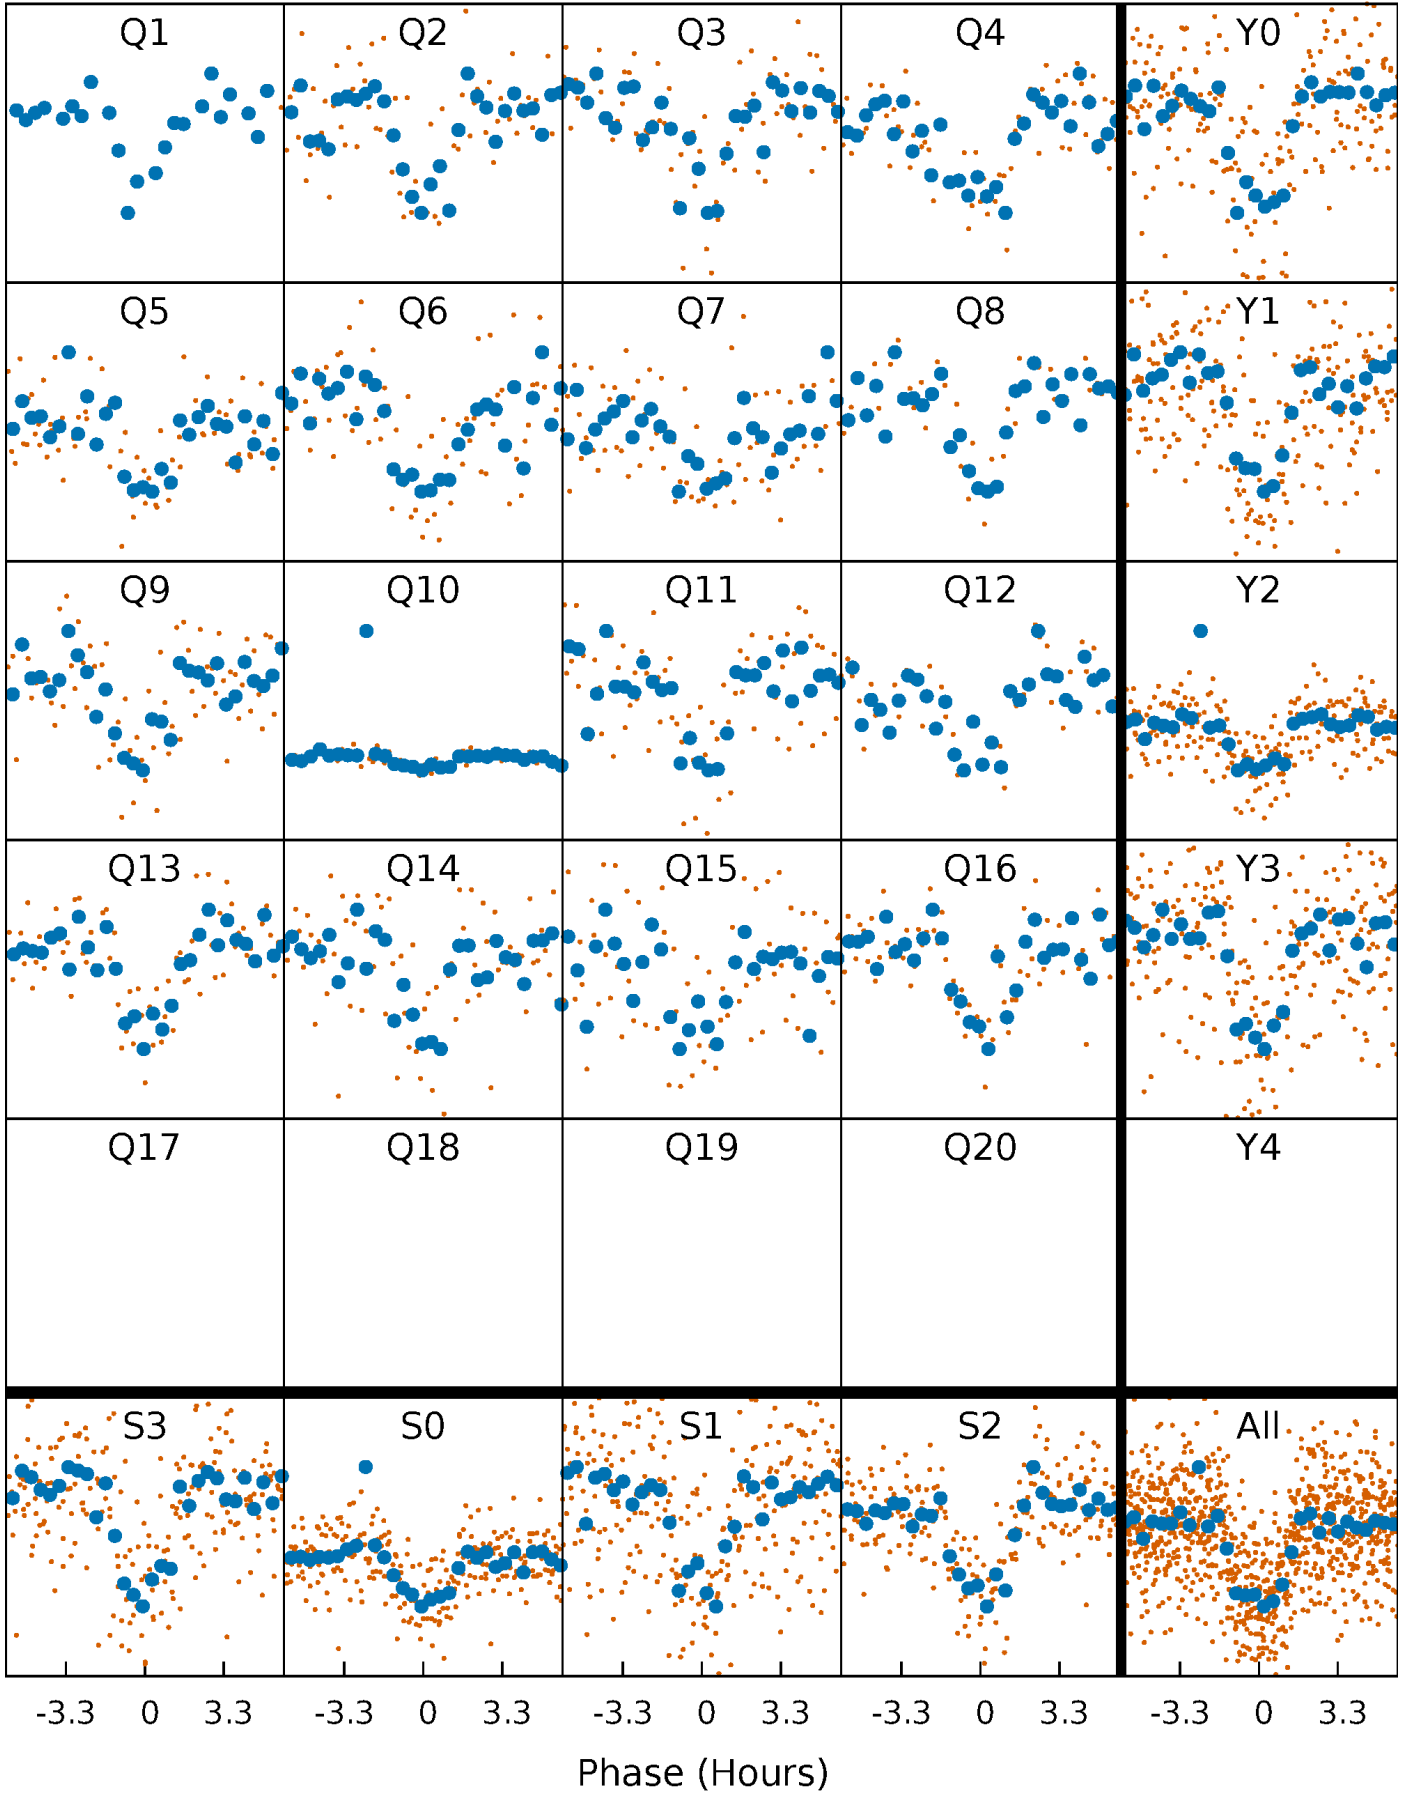 Q1 Q2 Q3 Q4 Y0
Q5 Q6 Q7 Q8 Y1
Q9 Q10 Q11 Q12 Y2
Q13 Q14 Q15 Q16 Y3
Q17 Q18 Q19 Q20 Y4
S3 S0 S1 S2 All
-3.3 0 3.3 -3.3 0 3.3 -3.3 0 3.3 -3.3 0 3.3 -3.3 0 3.3
Phase (Hours)